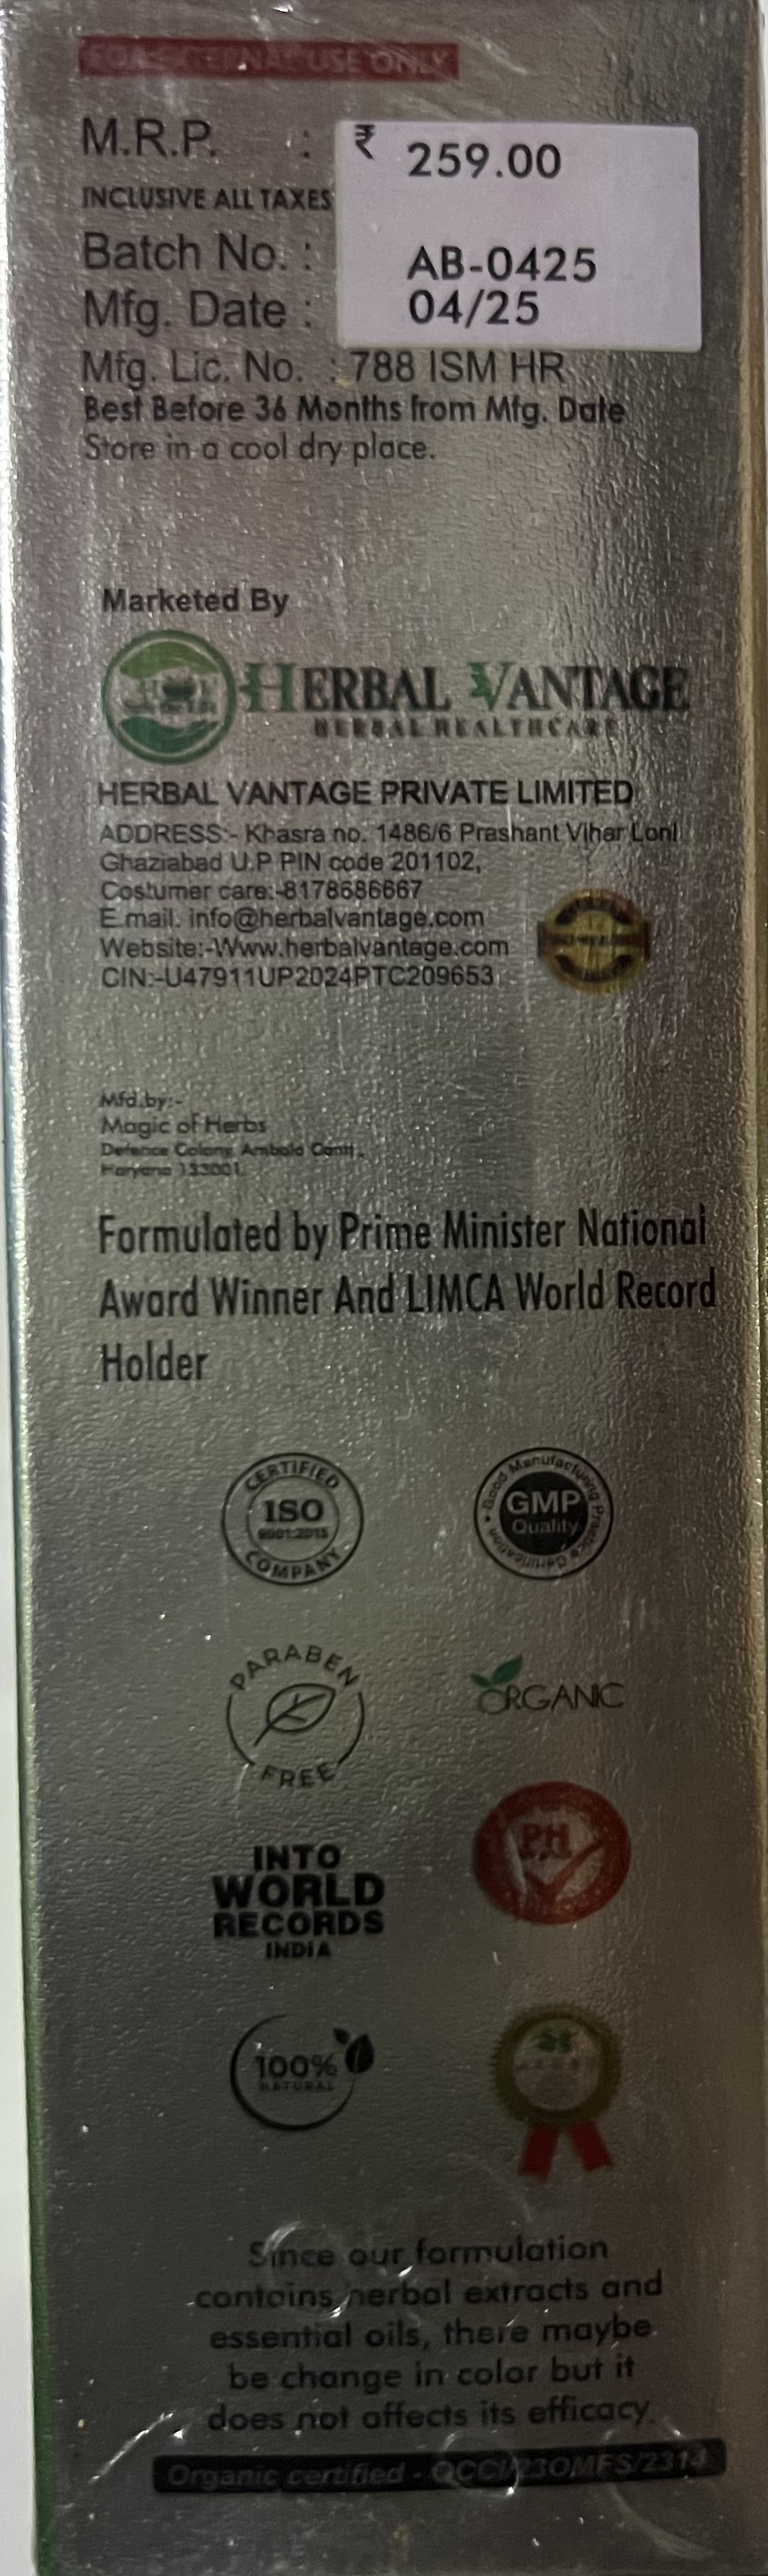 FOR EXTERNAL USE ONLY
M.R.P. : ₹ 259.00
INCLUSIVE ALL TAXES
Batch No. : AB-0425
Mfg. Date : 04/25
Mfg. Lic. No. : 788 ISM HR
Best Before 36 Months from Mfg. Date
Store in a cool dry place.
Marketed By
HERBAL VANTAGE
HERBAL HEALTHCARE
HERBAL VANTAGE PRIVATE LIMITED
ADDRESS:- Khasra no. 1486/6 Prashant Vihar Loni
Ghaziabad U.P PIN code 201102,
Costumer care:-8178686667
E.mail. info@herbalvantage.com
Website:-Www.herbalvantage.com
CIN:-U47911UP2024PTC209653
Mfd.by:-
Magic of Herbs
Defence Colony, Ambala Cantt.,
Haryana 133001.
Formulated by Prime Minister National
Award Winner And LIMCA World Record
Holder
CERTIFIED
ISO
9001:2015
COMPANY
Good Manufacturing Practice Certification
GMP
Quality
PARABEN
FREE
ORGANIC
P.H.
INTO
WORLD
RECORDS
INDIA
100%
NATURAL
Since our formulation
contains herbal extracts and
essential oils, there maybe
be change in color but it
does not affects its efficacy.
Organic certified -